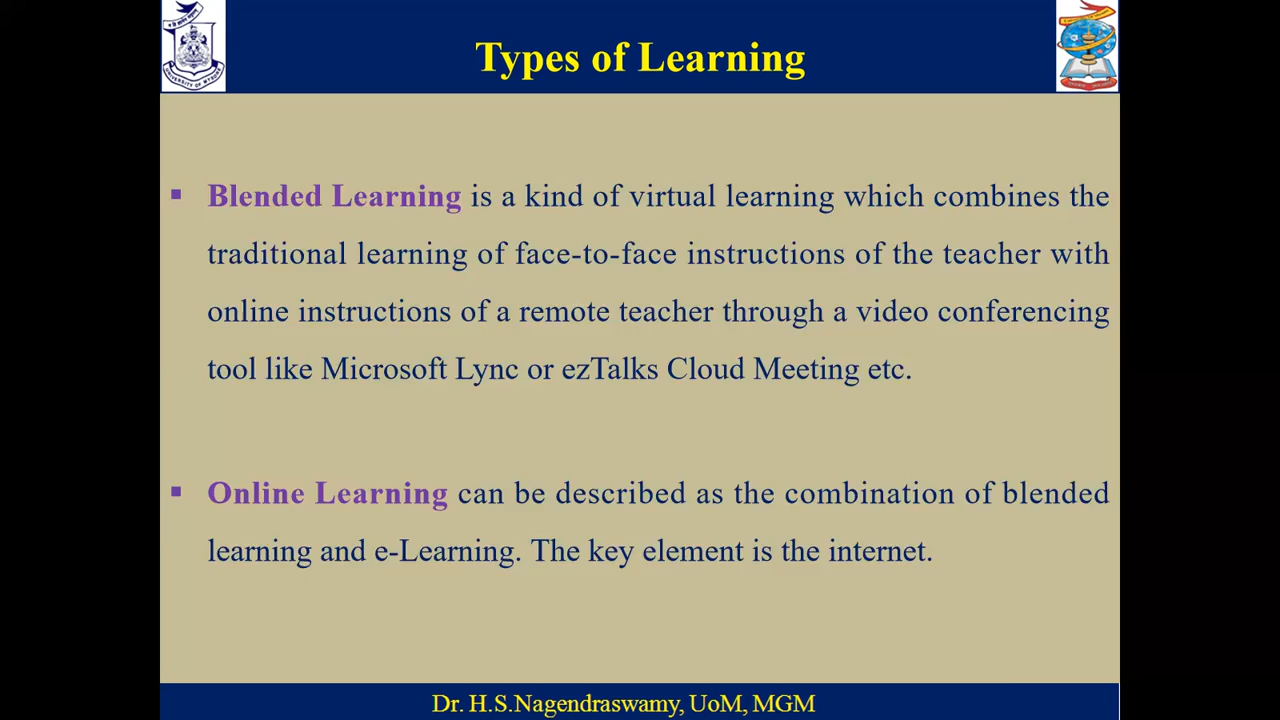 Types of Learning
UNIVERSITY OF MYSORE
▪ Blended Learning is a kind of virtual learning which combines the
traditional learning of face-to-face instructions of the teacher with
online instructions of a remote teacher through a video conferencing
tool like Microsoft Lync or ezTalks Cloud Meeting etc.
▪ Online Learning can be described as the combination of blended
learning and e-Learning. The key element is the internet.
Dr. H.S.Nagendraswamy, UoM, MGM